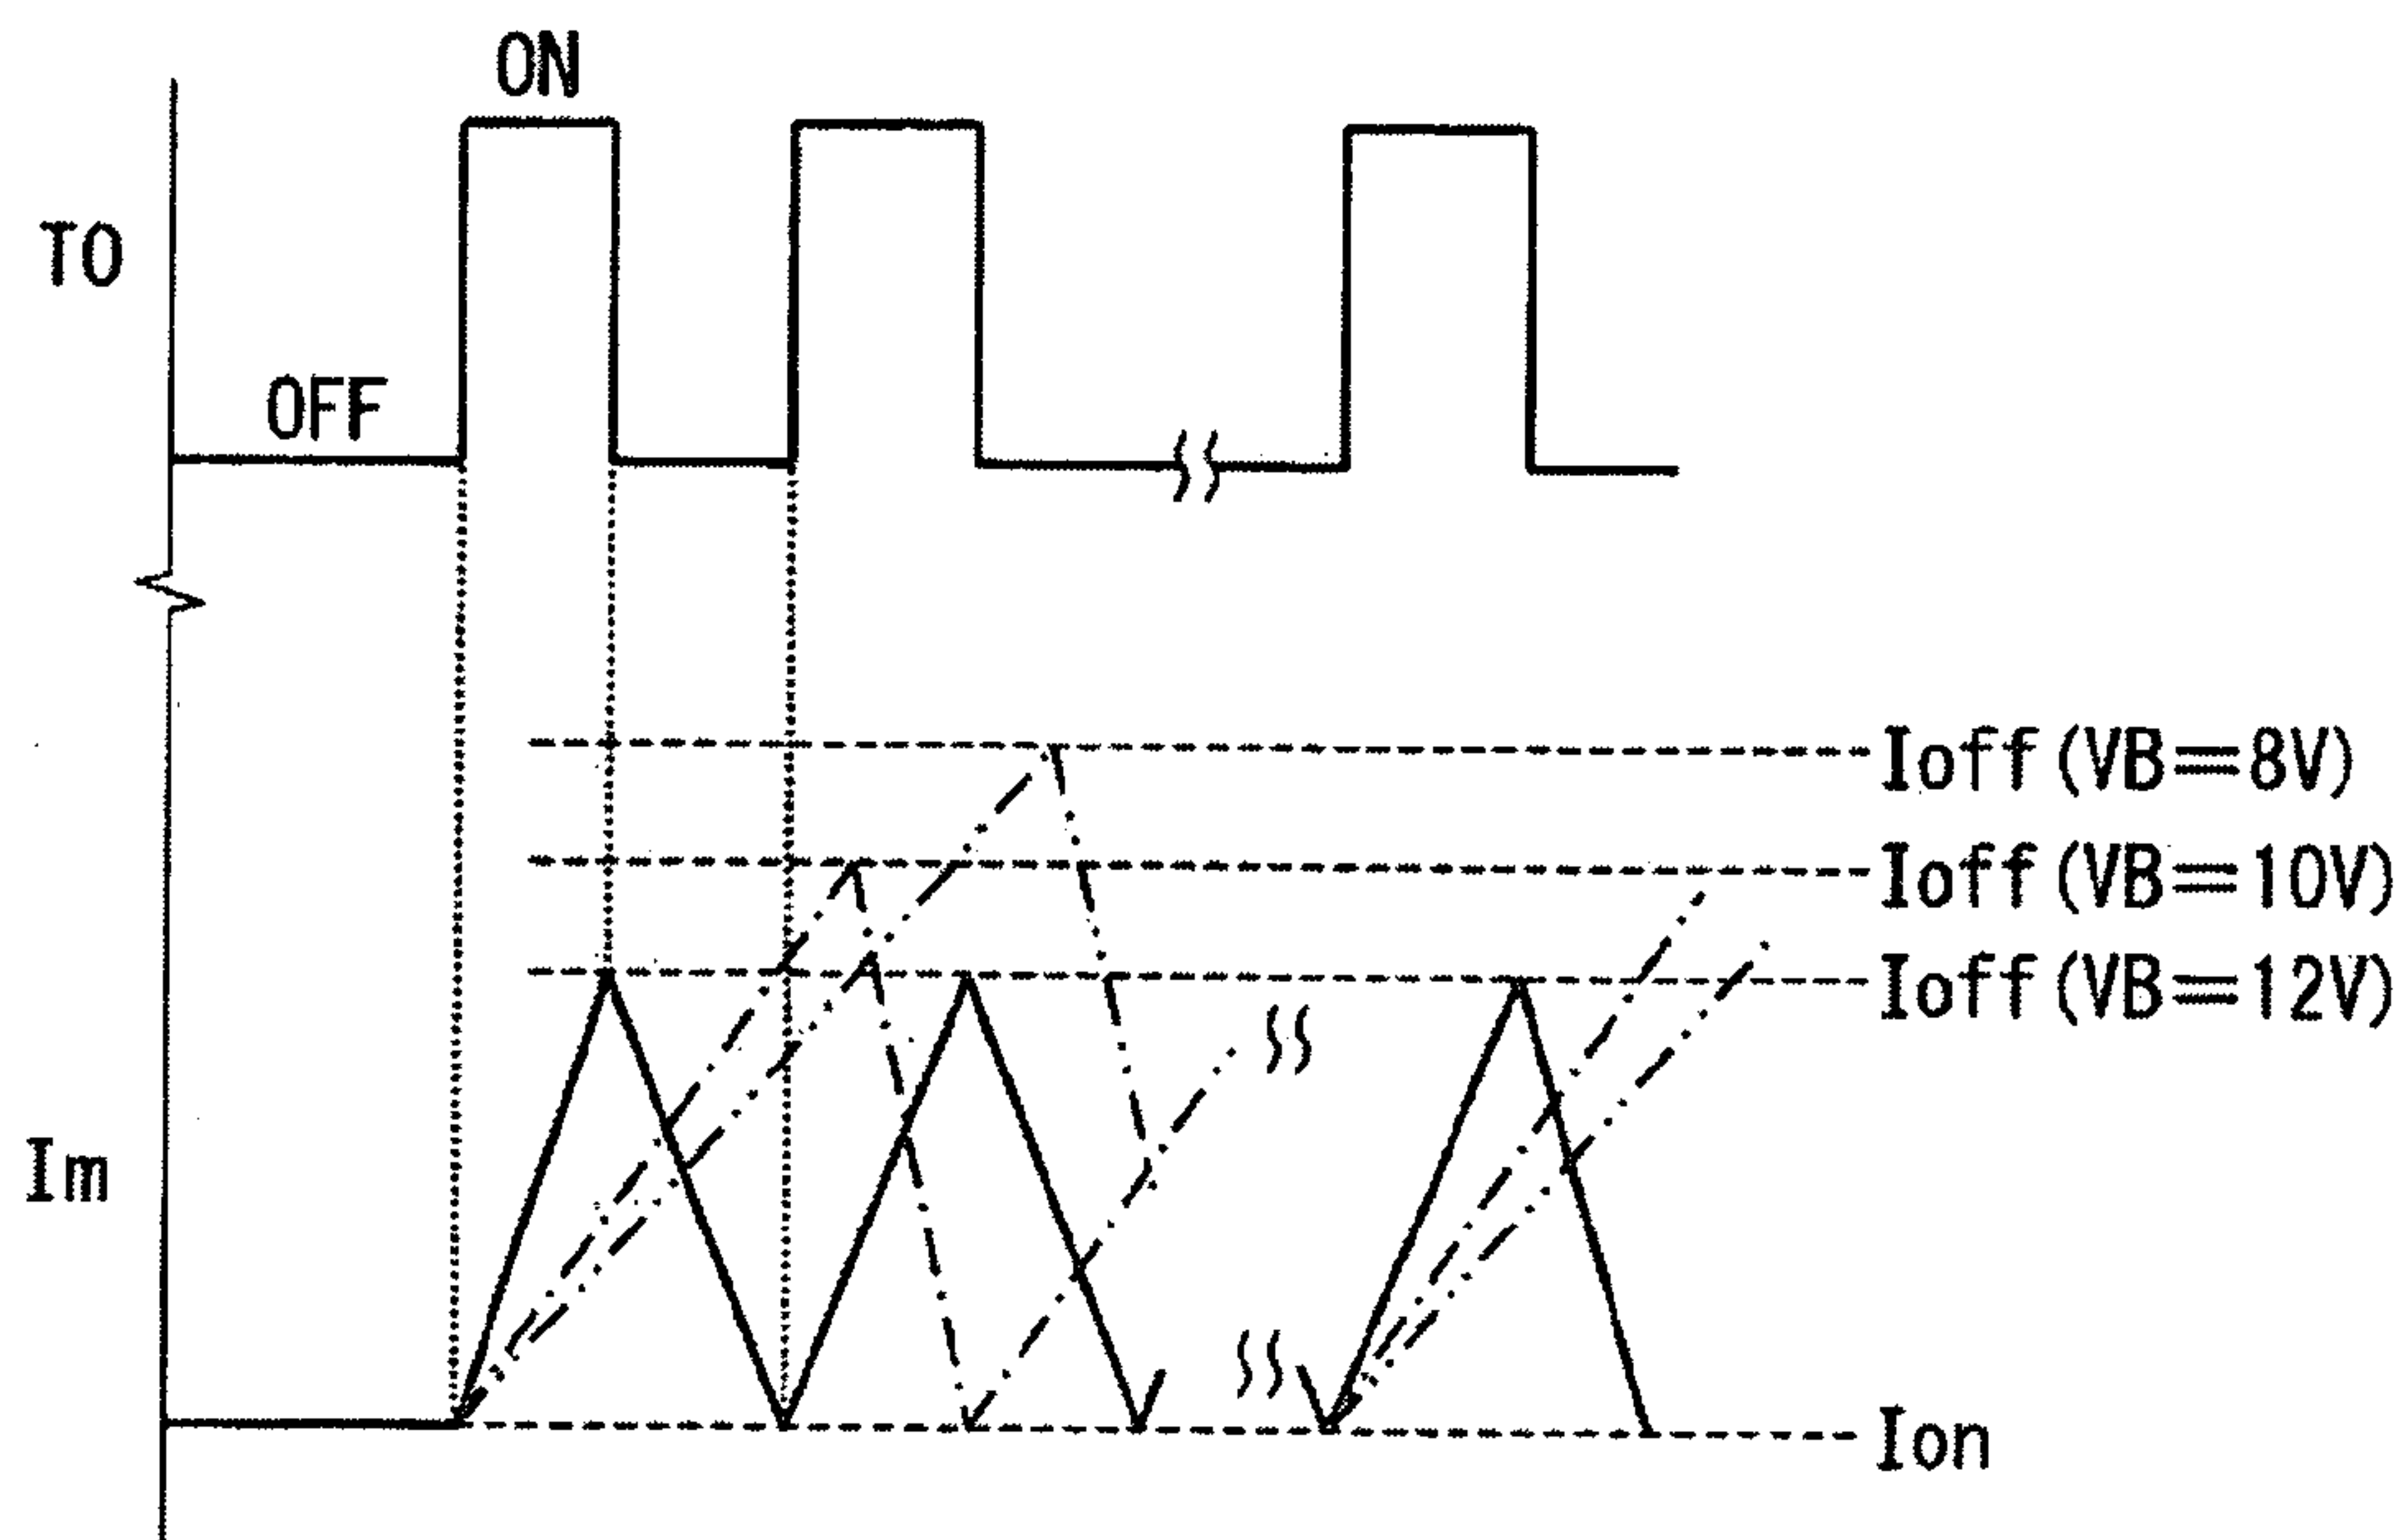 ON
TO
OFF
Ioff (VB=8V)
Ioff (VB=10V)
Ioff (VB=12V)
Im
Ion